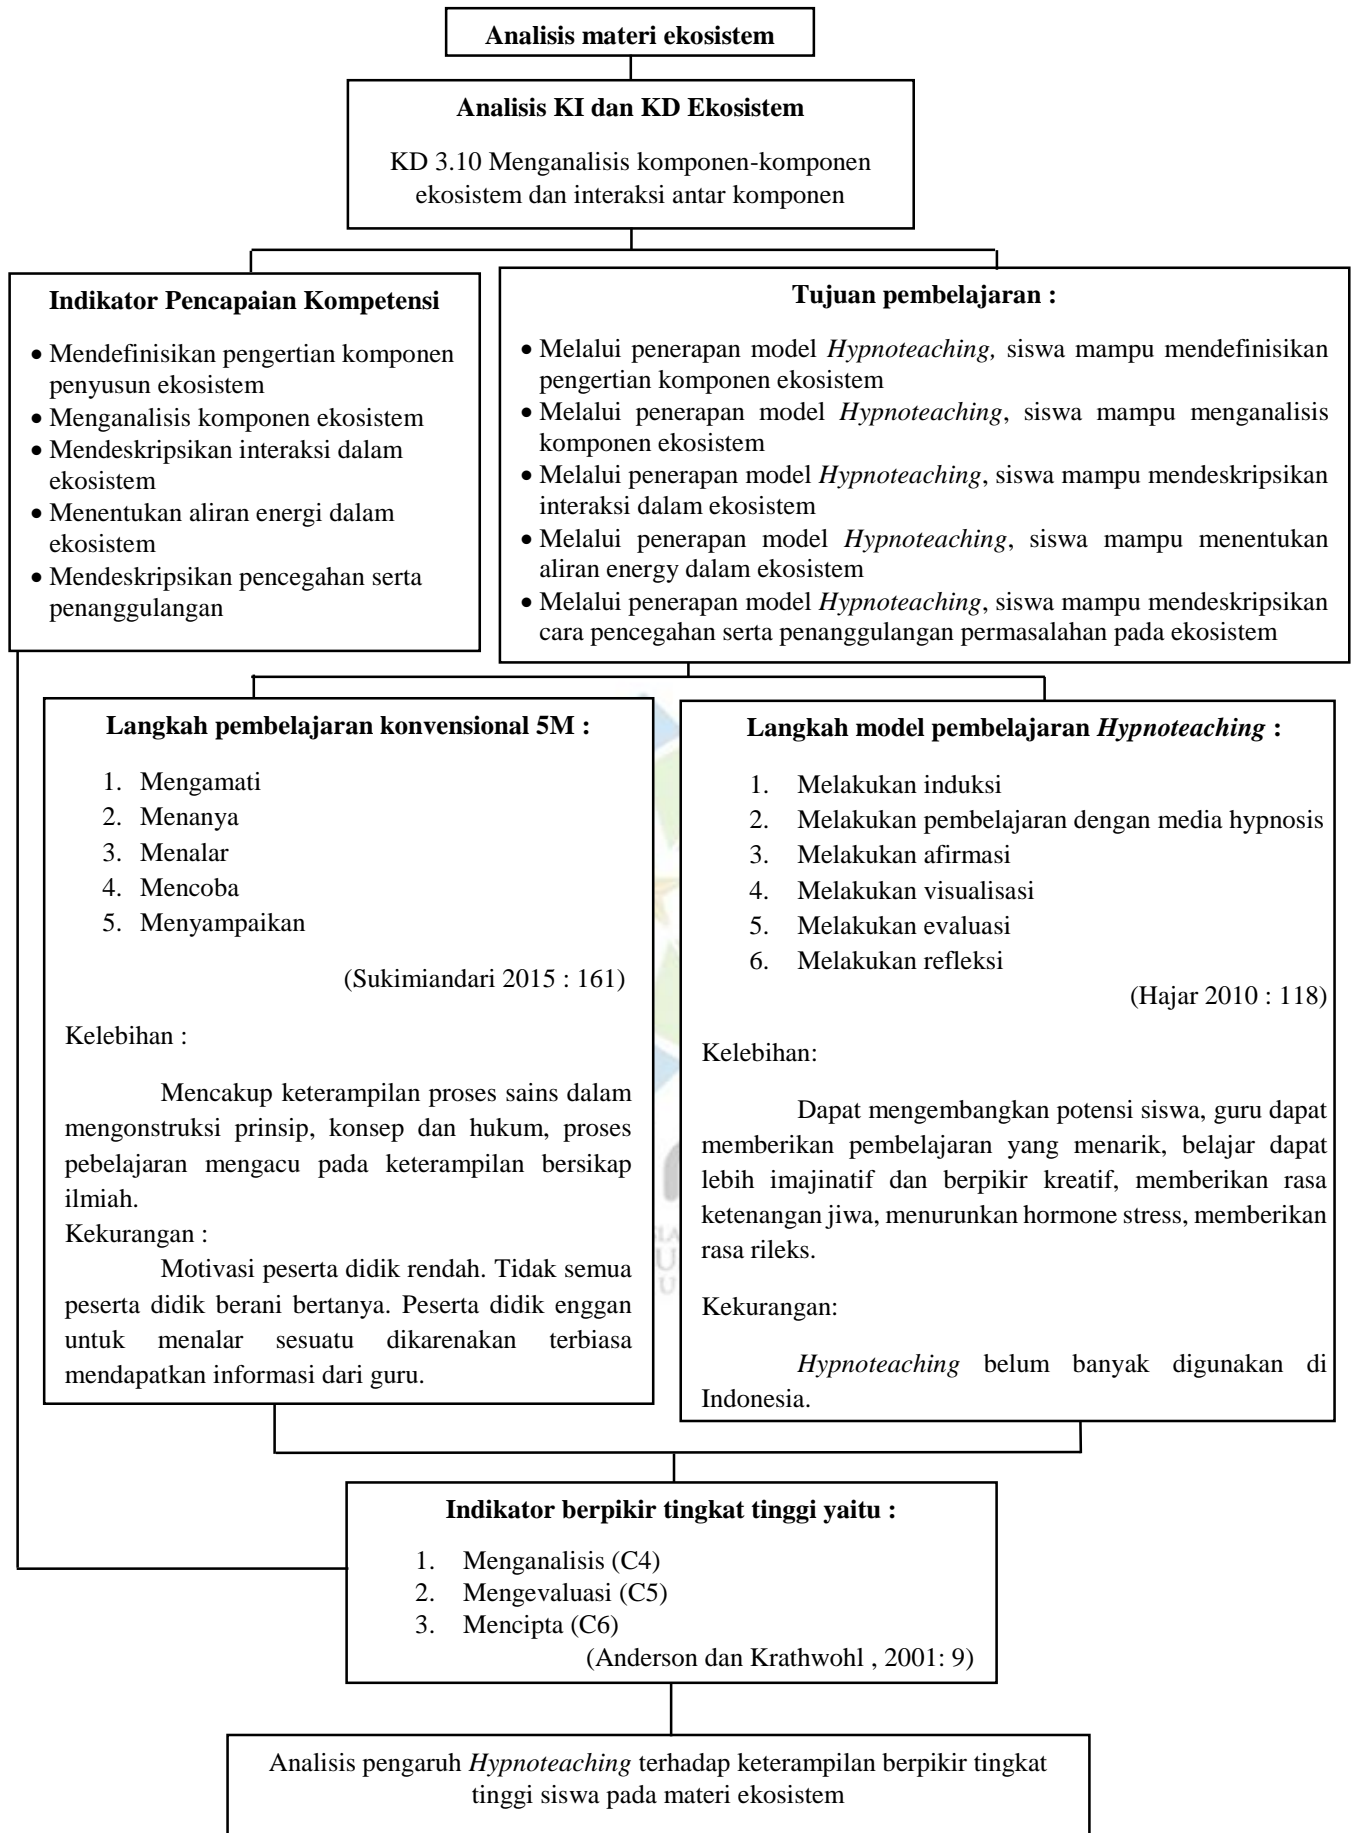 Analisis materi ekosistem
Analisis KI dan KD Ekosistem
KD 3.10 Menganalisis komponen-komponen
ekosistem dan interaksi antar komponen
Indikator Pencapaian Kompetensi
• Mendefinisikan pengertian komponen
penyusun ekosistem
• Menganalisis komponen ekosistem
• Mendeskripsikan interaksi dalam
ekosistem
• Menentukan aliran energi dalam
ekosistem
• Mendeskripsikan pencegahan serta
penanggulangan
Tujuan pembelajaran :
• Melalui penerapan model Hypnoteaching, siswa mampu mendefinisikan
pengertian komponen ekosistem
• Melalui penerapan model Hypnoteaching, siswa mampu menganalisis
komponen ekosistem
• Melalui penerapan model Hypnoteaching, siswa mampu mendeskripsikan
interaksi dalam ekosistem
• Melalui penerapan model Hypnoteaching, siswa mampu menentukan
aliran energy dalam ekosistem
• Melalui penerapan model Hypnoteaching, siswa mampu mendeskripsikan
cara pencegahan serta penanggulangan permasalahan pada ekosistem
Langkah pembelajaran konvensional 5M :
1. Mengamati
2. Menanya
3. Menalar
4. Mencoba
5. Menyampaikan
(Sukimiandari 2015 : 161)
Kelebihan :
Mencakup keterampilan proses sains dalam
mengonstruksi prinsip, konsep dan hukum, proses
pebelajaran mengacu pada keterampilan bersikap
ilmiah.
Kekurangan :
Motivasi peserta didik rendah. Tidak semua
peserta didik berani bertanya. Peserta didik enggan
untuk menalar sesuatu dikarenakan terbiasa
mendapatkan informasi dari guru.
Langkah model pembelajaran Hypnoteaching :
1. Melakukan induksi
2. Melakukan pembelajaran dengan media hypnosis
3. Melakukan afirmasi
4. Melakukan visualisasi
5. Melakukan evaluasi
6. Melakukan refleksi
(Hajar 2010 : 118)
Kelebihan:
Dapat mengembangkan potensi siswa, guru dapat
memberikan pembelajaran yang menarik, belajar dapat
lebih imajinatif dan berpikir kreatif, memberikan rasa
ketenangan jiwa, menurunkan hormone stress, memberikan
rasa rileks.
Kekurangan:
Hypnoteaching belum banyak digunakan di
Indonesia.
Indikator berpikir tingkat tinggi yaitu :
1. Menganalisis (C4)
2. Mengevaluasi (C5)
3. Mencipta (C6)
(Anderson dan Krathwohl , 2001: 9)
Analisis pengaruh Hypnoteaching terhadap keterampilan berpikir tingkat
tinggi siswa pada materi ekosistem